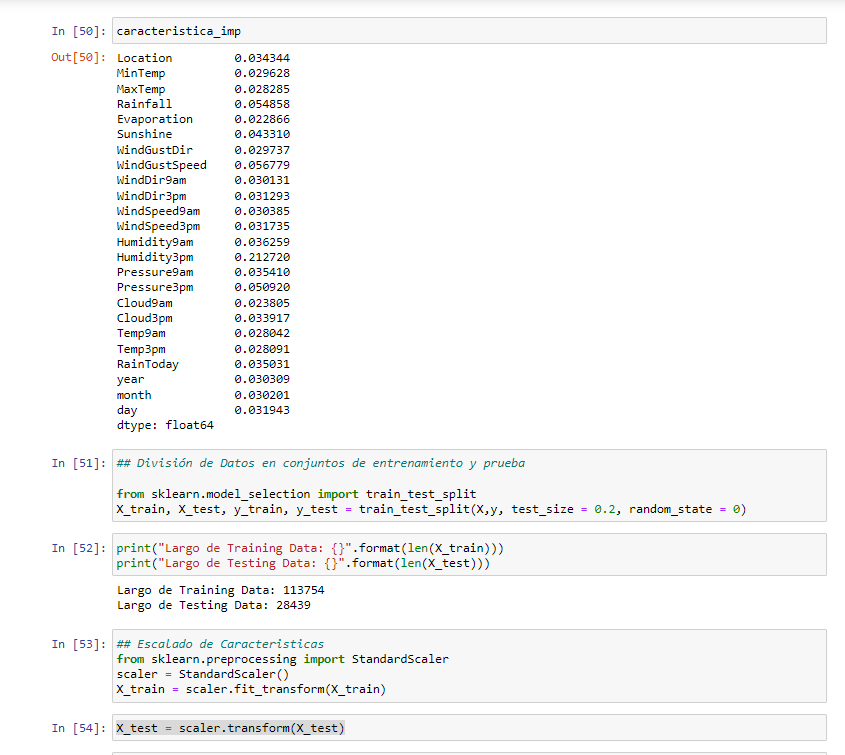 In [50]: caracteristica_imp
Out[50]: Location 0.034344
MinTemp 0.029628
MaxTemp 0.028285
Rainfall 0.054858
Evaporation 0.022866
Sunshine 0.043310
WindGustDir 0.029737
WindGustSpeed 0.056779
WindDir9am 0.030131
WindDir3pm 0.031293
WindSpeed9am 0.030385
WindSpeed3pm 0.031735
Humidity9am 0.036259
Humidity3pm 0.212720
Pressure9am 0.035410
Pressure3pm 0.050920
Cloud9am 0.023805
Cloud3pm 0.033917
Temp9am 0.028042
Temp3pm 0.028091
RainToday 0.035031
year 0.030309
month 0.030201
day 0.031943
dtype: float64
In [51]: ## División de Datos en conjuntos de entrenamiento y prueba
from sklearn.model_selection import train_test_split
X_train, X_test, y_train, y_test = train_test_split(X,y, test_size = 0.2, random_state = 0)
In [52]: print("Largo de Training Data: {}".format(len(X_train)))
print("Largo de Testing Data: {}".format(len(X_test)))
Largo de Training Data: 113754
Largo de Testing Data: 28439
In [53]: ## Escalado de Caracteristicas
from sklearn.preprocessing import StandardScaler
scaler = StandardScaler()
X_train = scaler.fit_transform(X_train)
In [54]: X_test = scaler.transform(X_test)